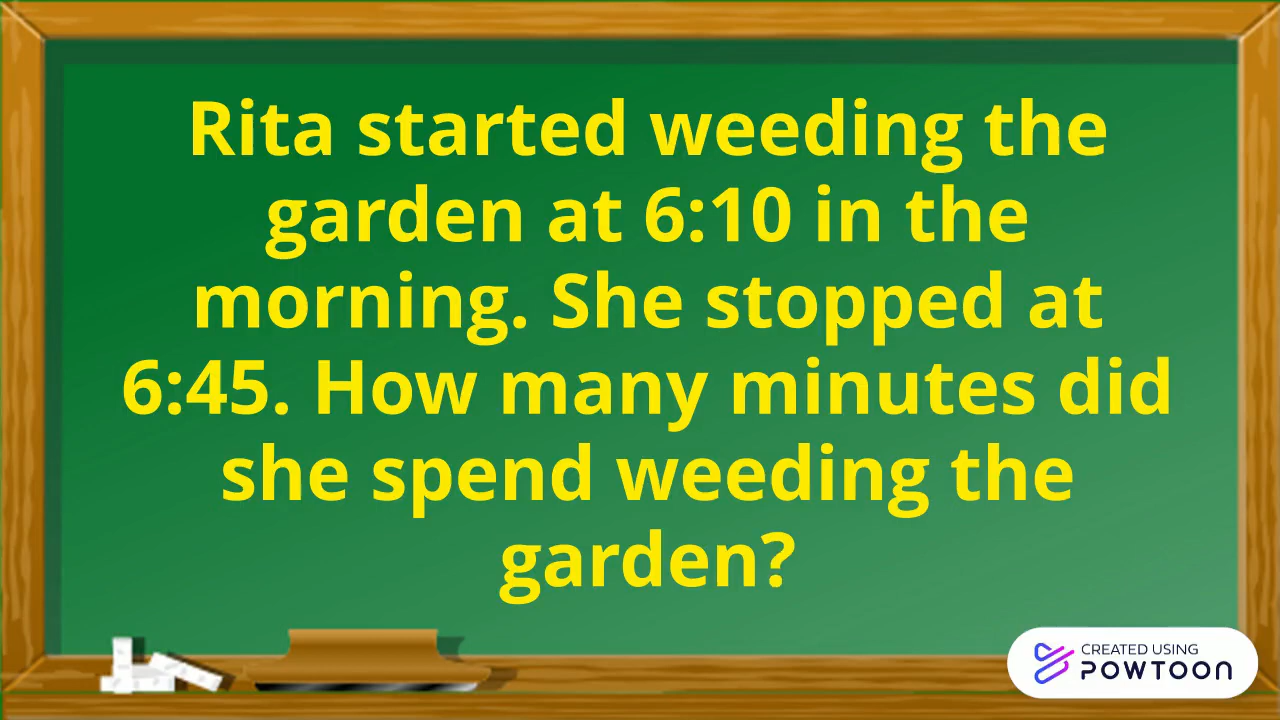 Rita started weeding the
garden at 6:10 in the
morning. She stopped at
6:45. How many minutes did
she spend weeding the
garden?
CREATED USING
POWTOON